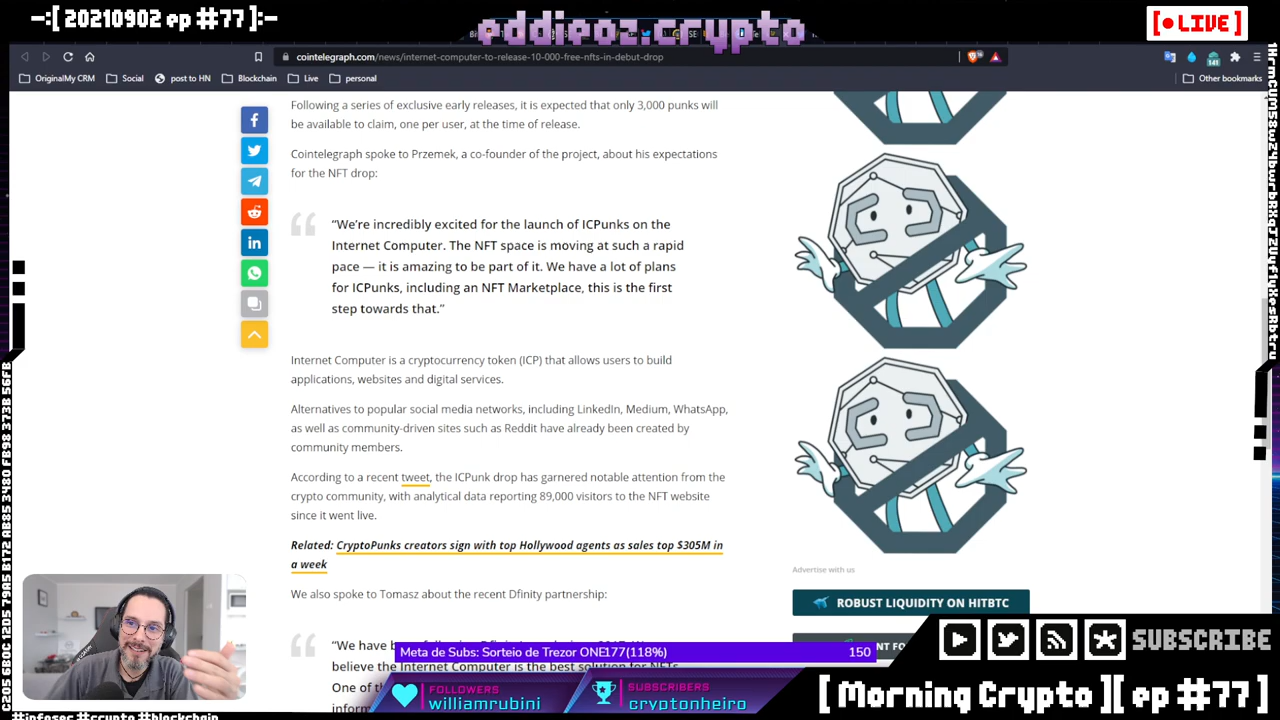 -:[ 20210902 ep #77 ]:-
eddieoz crypto
[ LIVE ]
cointelegraph.com/news/internet-computer-to-release-10-000-free-nfts-in-debut-drop
141
OriginalMy CRM
Social
post to HN
Blockchain
Live
personal
Other bookmarks
Following a series of exclusive early releases, it is expected that only 3,000 punks will
be available to claim, one per user, at the time of release.
Cointelegraph spoke to Przemek, a co-founder of the project, about his expectations
for the NFT drop:
“We’re incredibly excited for the launch of ICPunks on the
Internet Computer. The NFT space is moving at such a rapid
pace — it is amazing to be part of it. We have a lot of plans
for ICPunks, including an NFT Marketplace, this is the first
step towards that.”
Internet Computer is a cryptocurrency token (ICP) that allows users to build
applications, websites and digital services.
Alternatives to popular social media networks, including LinkedIn, Medium, WhatsApp,
as well as community-driven sites such as Reddit have already been created by
community members.
According to a recent tweet, the ICPunk drop has garnered notable attention from the
crypto community, with analytical data reporting 89,000 visitors to the NFT website
since it went live.
Related: CryptoPunks creators sign with top Hollywood agents as sales top $305M in
a week
We also spoke to Tomasz about the recent Dfinity partnership:
“We have b
believe the Internet Computer is the best solution for NFTs
One of
Advertise with us
ROBUST LIQUIDITY ON HITBTC
Meta de Subs: Sorteio de Trezor ONE177(118%)
150
FOLLOWERS
williamrubini
SUBSCRIBERS
cryptonheiro
SUBSCRIBE
[ Morning Crypto ][ ep #77 ]
#infosec #crypto #blockchain